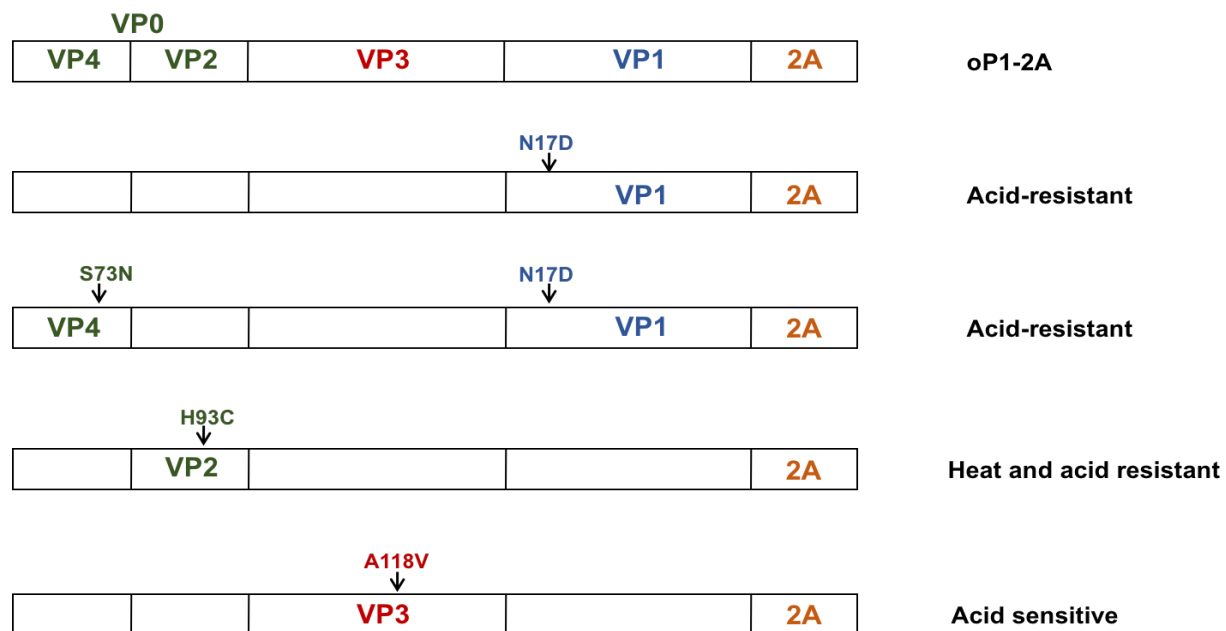 VP0
VP4 VP2 VP3 VP1 2A oP1-2A
N17D
VP1 2A Acid-resistant
S73N N17D
VP4 VP1 2A Acid-resistant
H93C
VP2 2A Heat and acid resistant
A118V
VP3 2A Acid sensitive